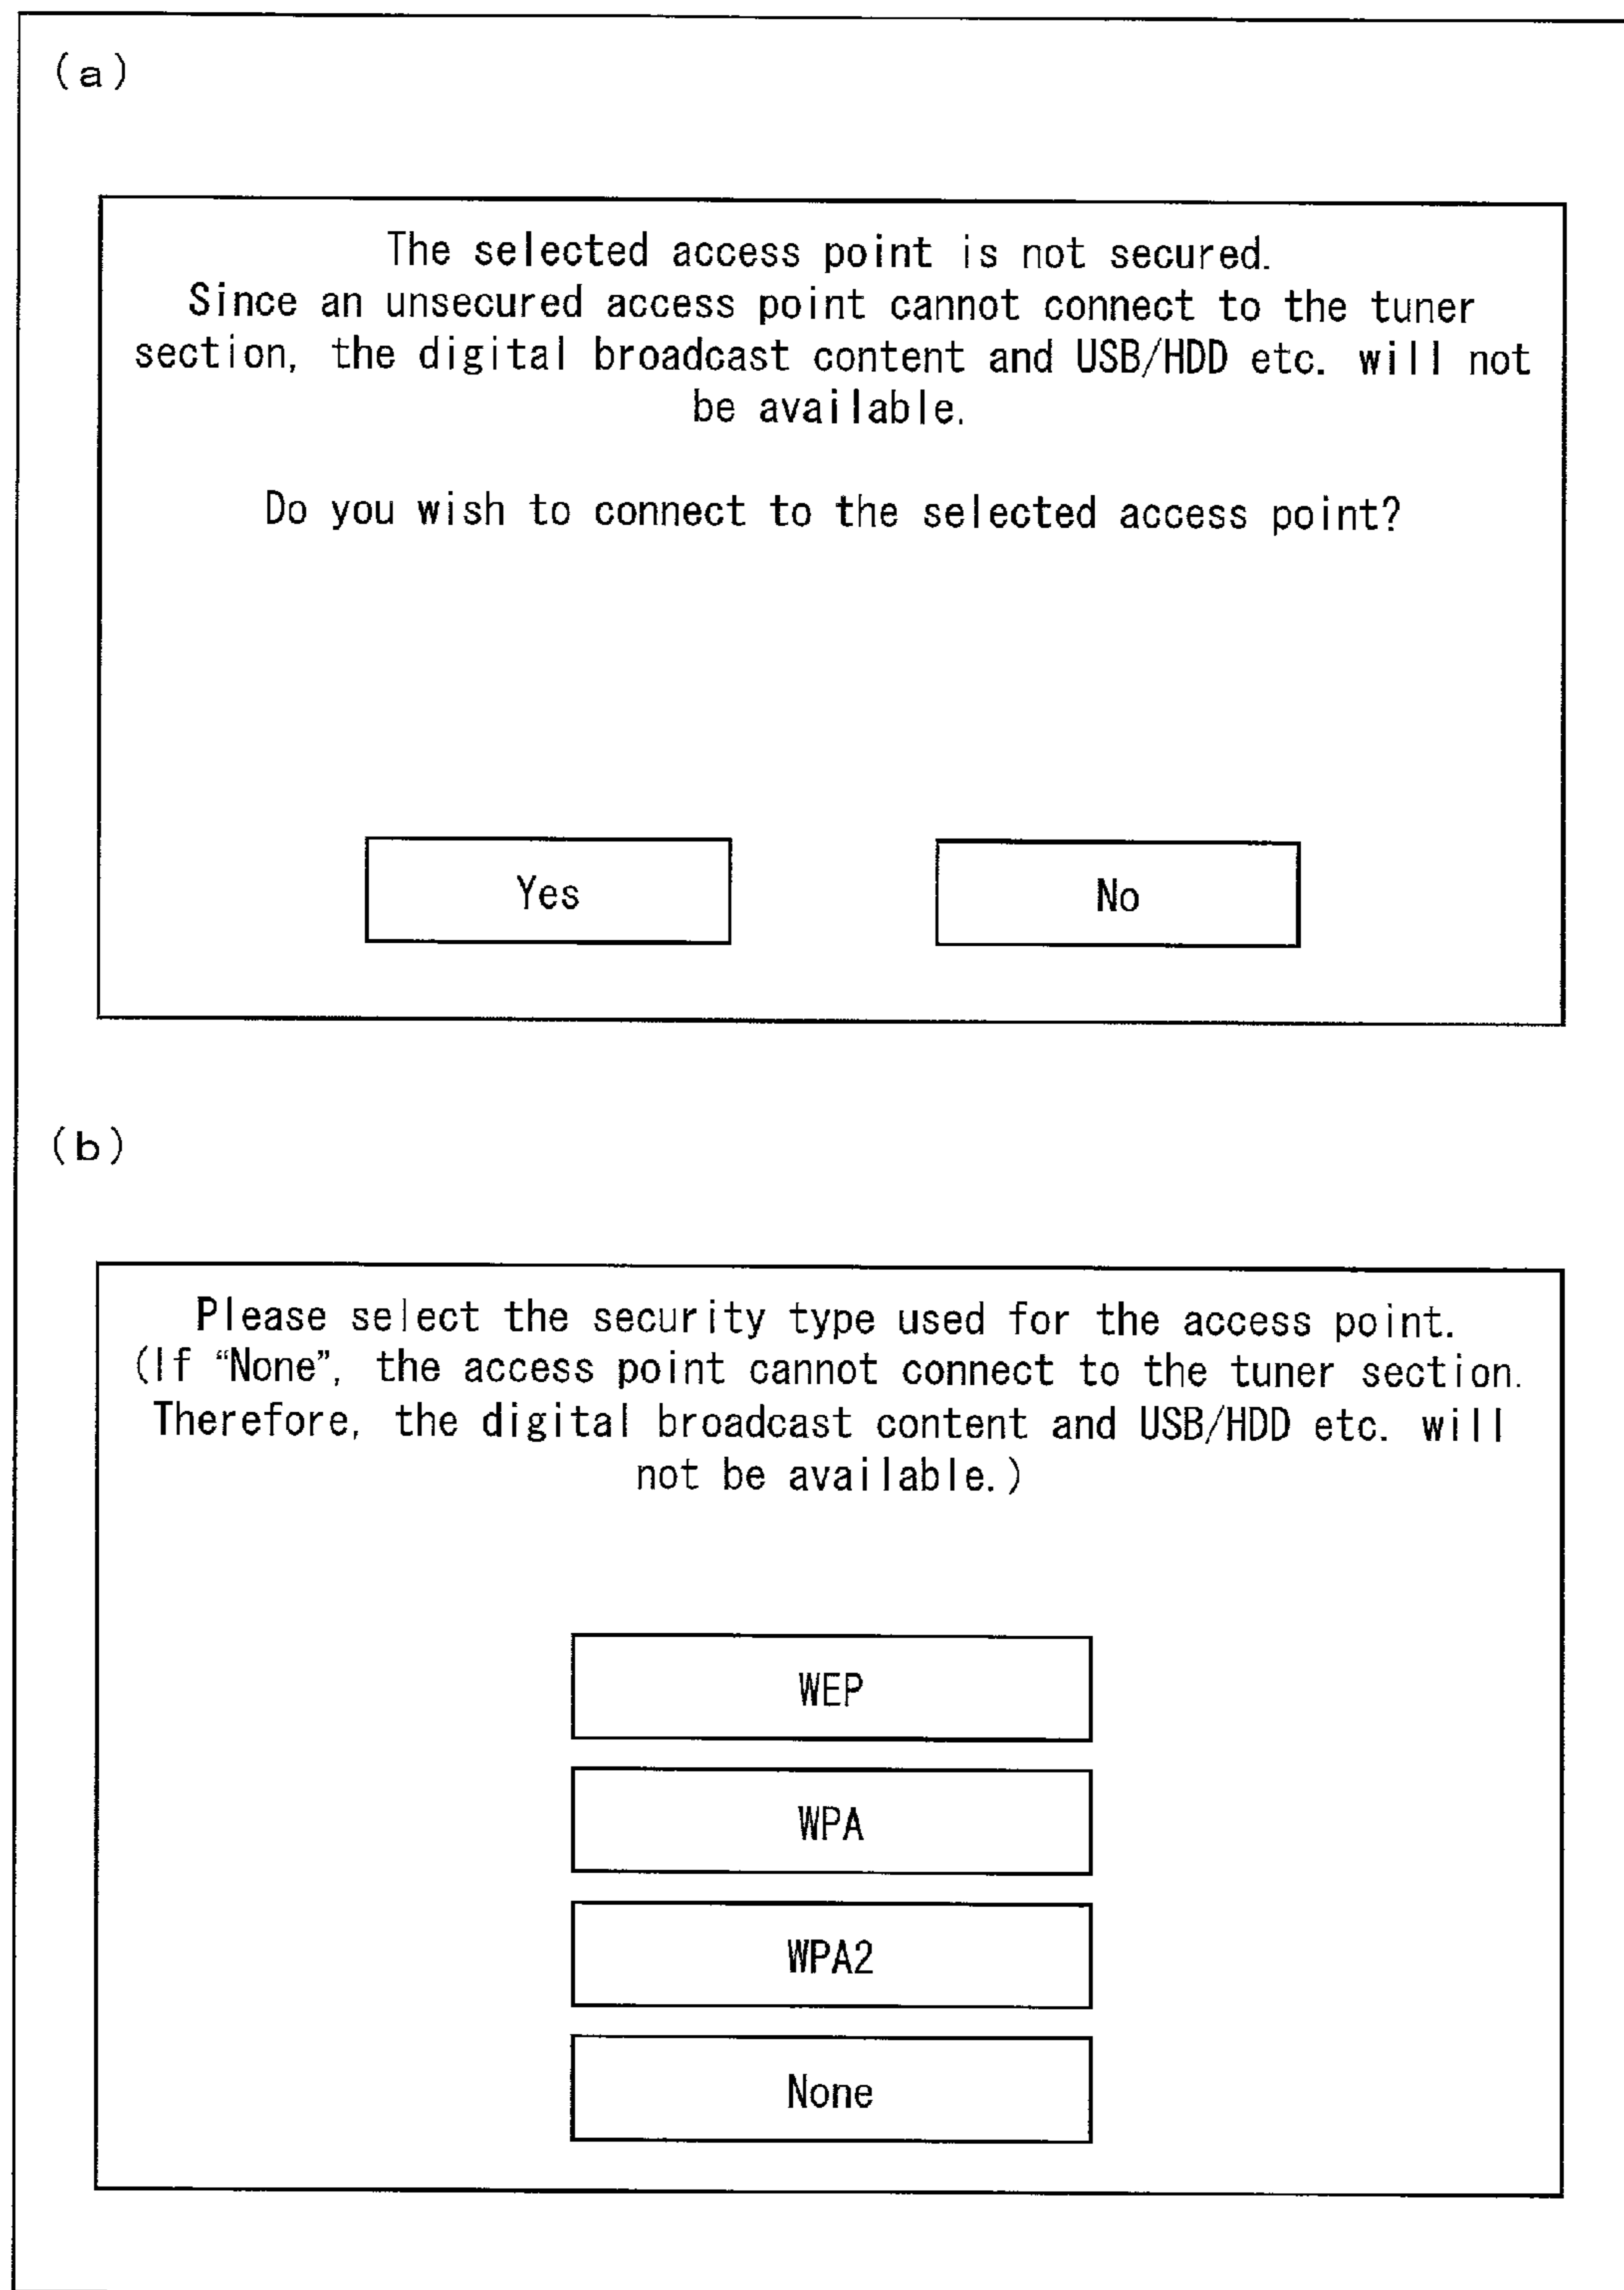 (a)
The selected access point is not secured.
Since an unsecured access point cannot connect to the tuner
section, the digital broadcast content and USB/HDD etc. will not
be available.
Do you wish to connect to the selected access point?
Yes
No
(b)
Please select the security type used for the access point.
(If “None”, the access point cannot connect to the tuner section.
Therefore, the digital broadcast content and USB/HDD etc. will
not be available.)
WEP
WPA
WPA2
None